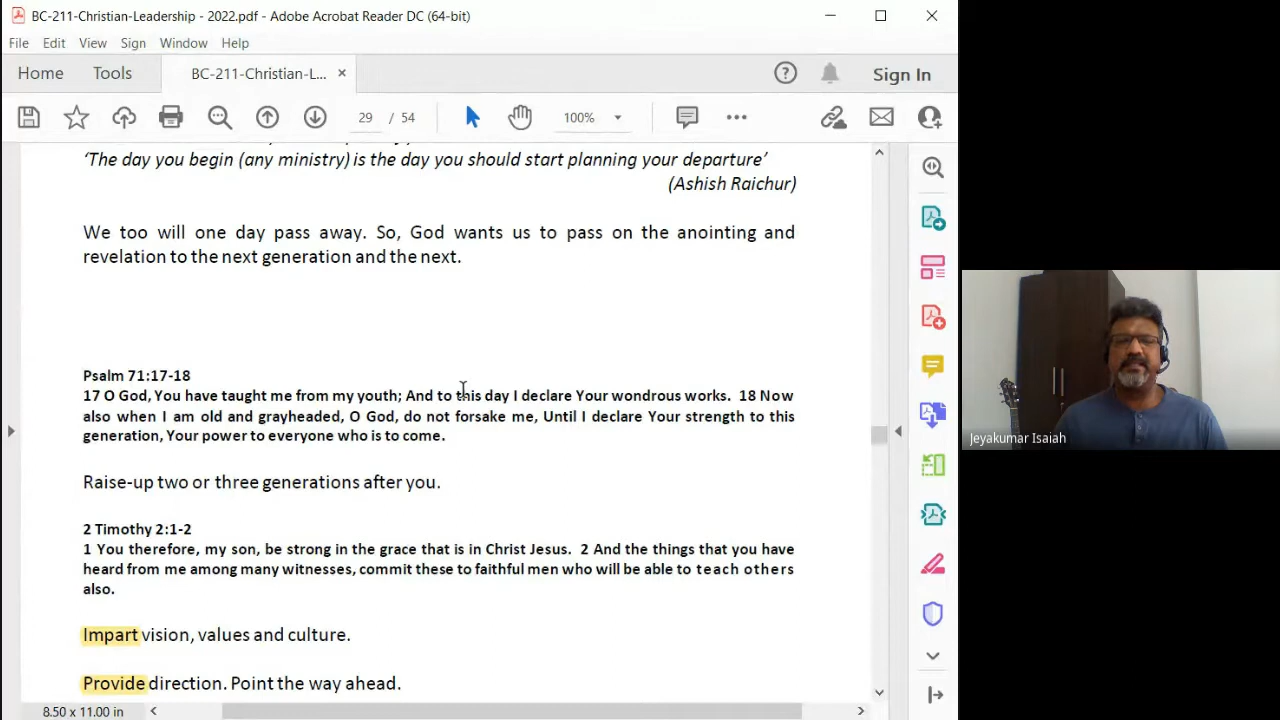 BC-211-Christian-Leadership - 2022.pdf - Adobe Acrobat Reader DC (64-bit)
File Edit View Sign Window Help
Home Tools BC-211-Christian-L... Sign In
29 / 54 100%
‘The day you begin (any ministry) is the day you should start planning your departure’
(Ashish Raichur)
We too will one day pass away. So, God wants us to pass on the anointing and
revelation to the next generation and the next.
Psalm 71:17-18
17 O God, You have taught me from my youth; And to this day I declare Your wondrous works. 18 Now
also when I am old and grayheaded, O God, do not forsake me, Until I declare Your strength to this
generation, Your power to everyone who is to come.
Raise-up two or three generations after you.
2 Timothy 2:1-2
1 You therefore, my son, be strong in the grace that is in Christ Jesus. 2 And the things that you have
heard from me among many witnesses, commit these to faithful men who will be able to teach others
also.
Impart vision, values and culture.
Provide direction. Point the way ahead.
8.50 x 11.00 in
Jeyakumar Isaiah